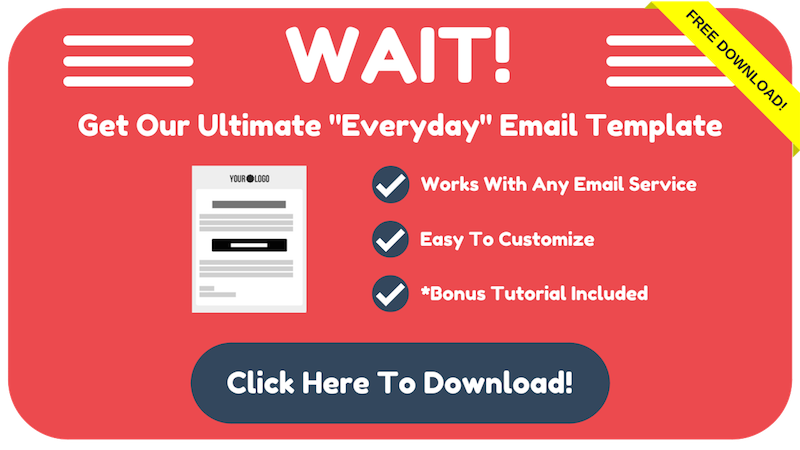 WAIT!
FREE DOWNLOAD!
Get Our Ultimate "Everyday" Email Template
YOUR LOGO
Works With Any Email Service
Easy To Customize
*Bonus Tutorial Included
Click Here To Download!